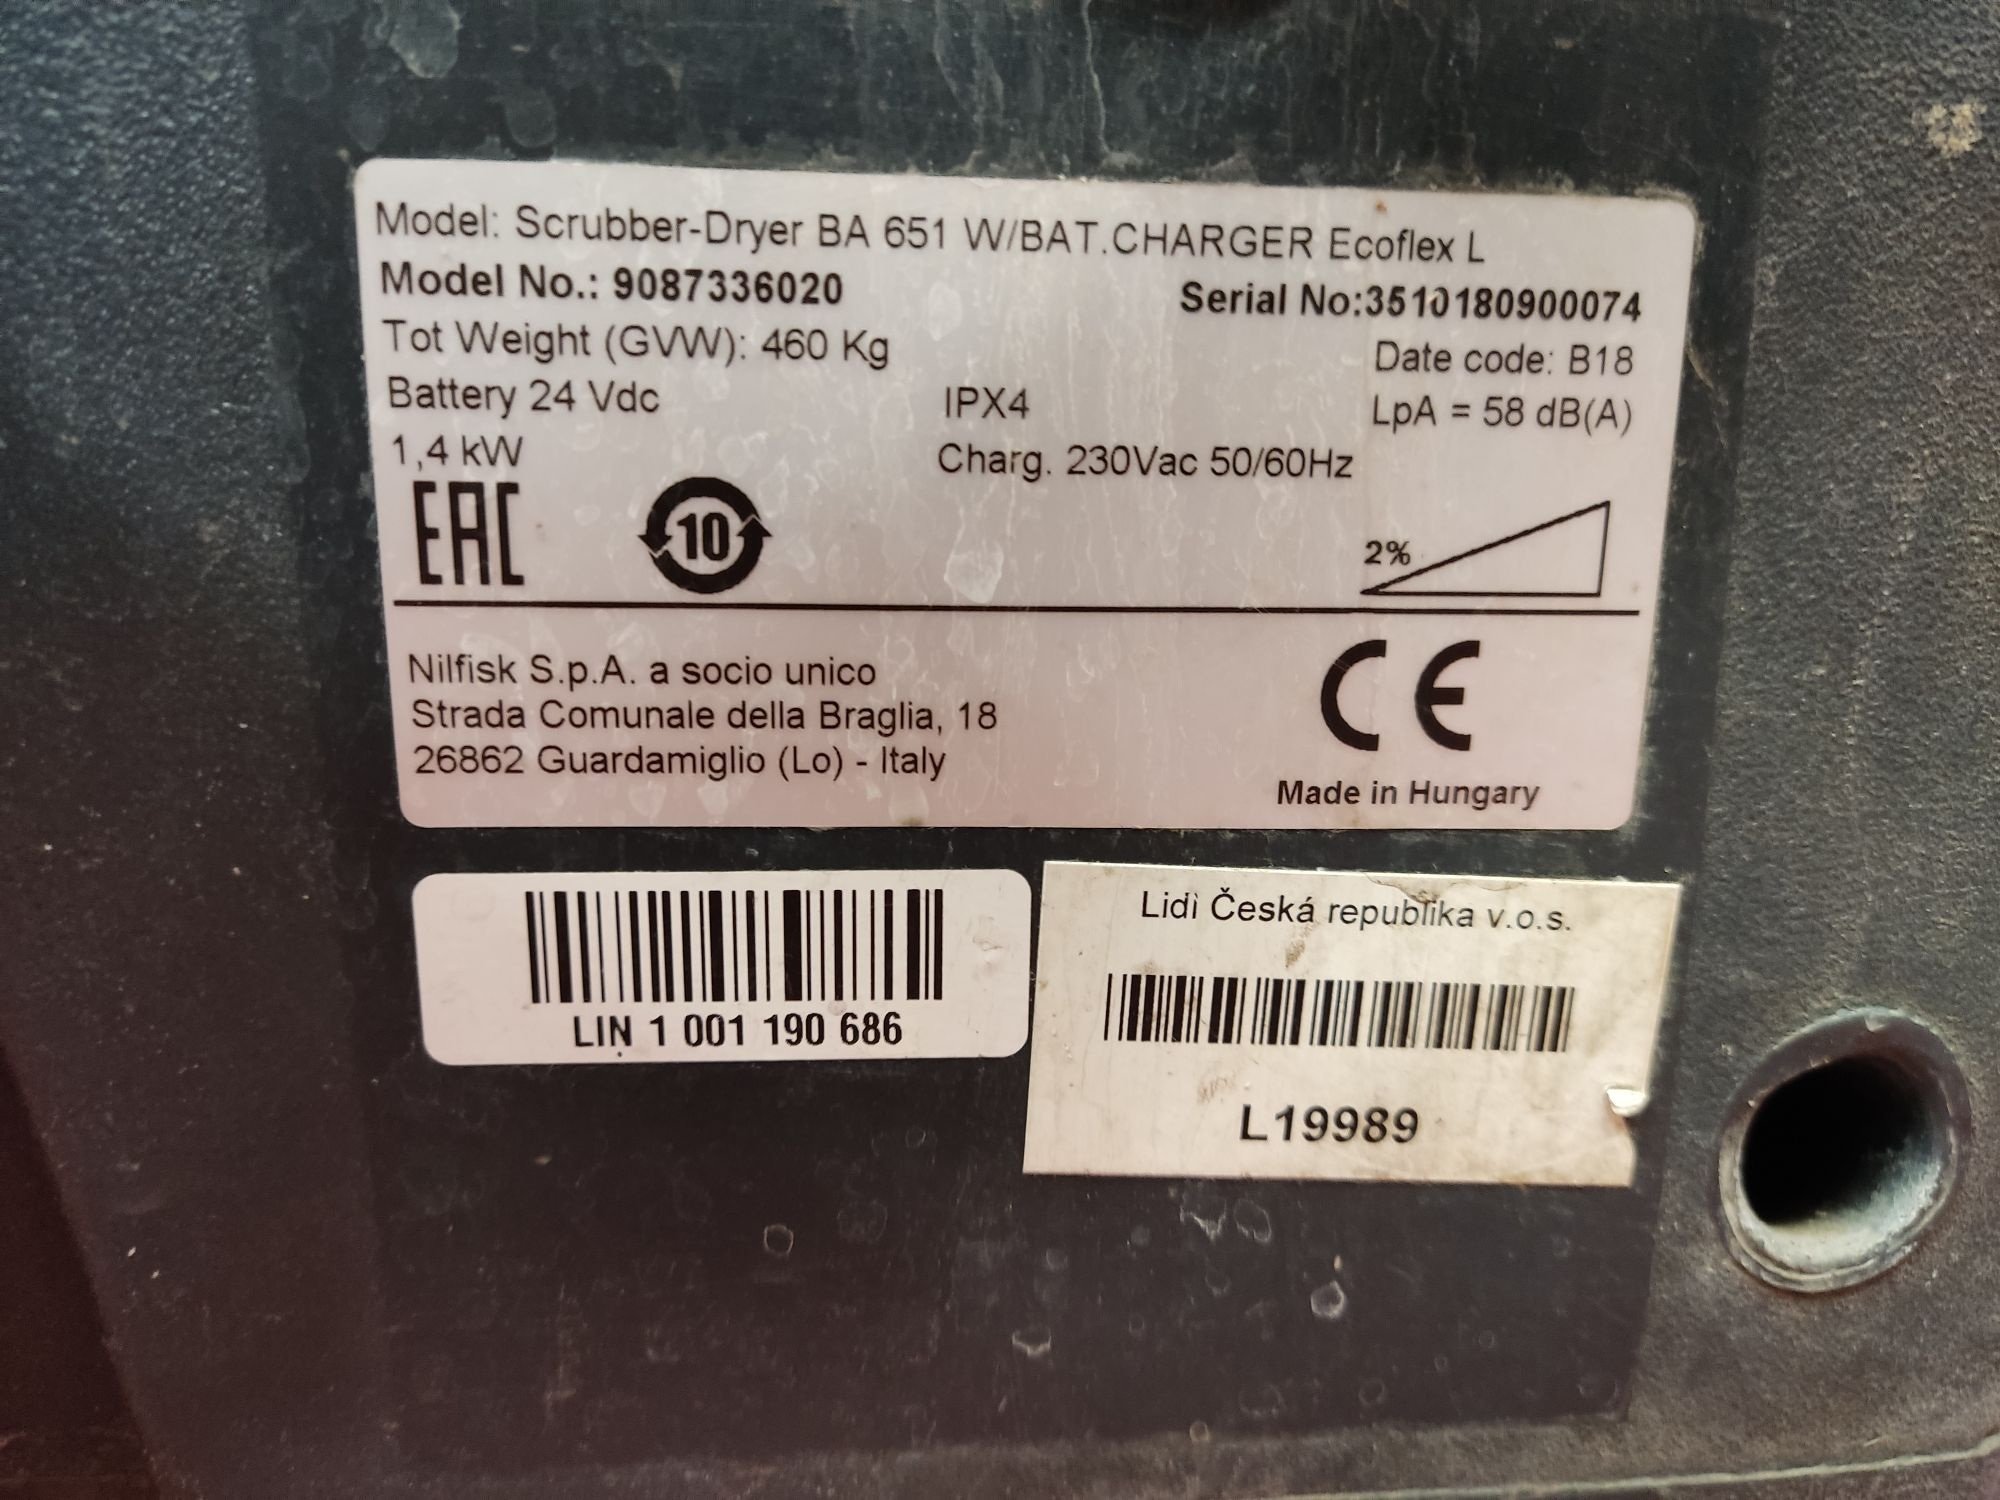 Model: Scrubber-Dryer BA 651 W/BAT.CHARGER Ecoflex L
Model No.: 9087336020
Serial No:3510180900074
Tot Weight (GVW): 460 Kg
Date code: B18
Battery 24 Vdc
IPX4
LpA = 58 dB(A)
1,4 kW
Charg. 230Vac 50/60Hz
EAC
10
2%
Nilfisk S.p.A. a socio unico
Strada Comunale della Braglia, 18
26862 Guardamiglio (Lo) - Italy
CE
Made in Hungary
LIN 1 001 190 686
Lidl Česká republika v.o.s.
L19989